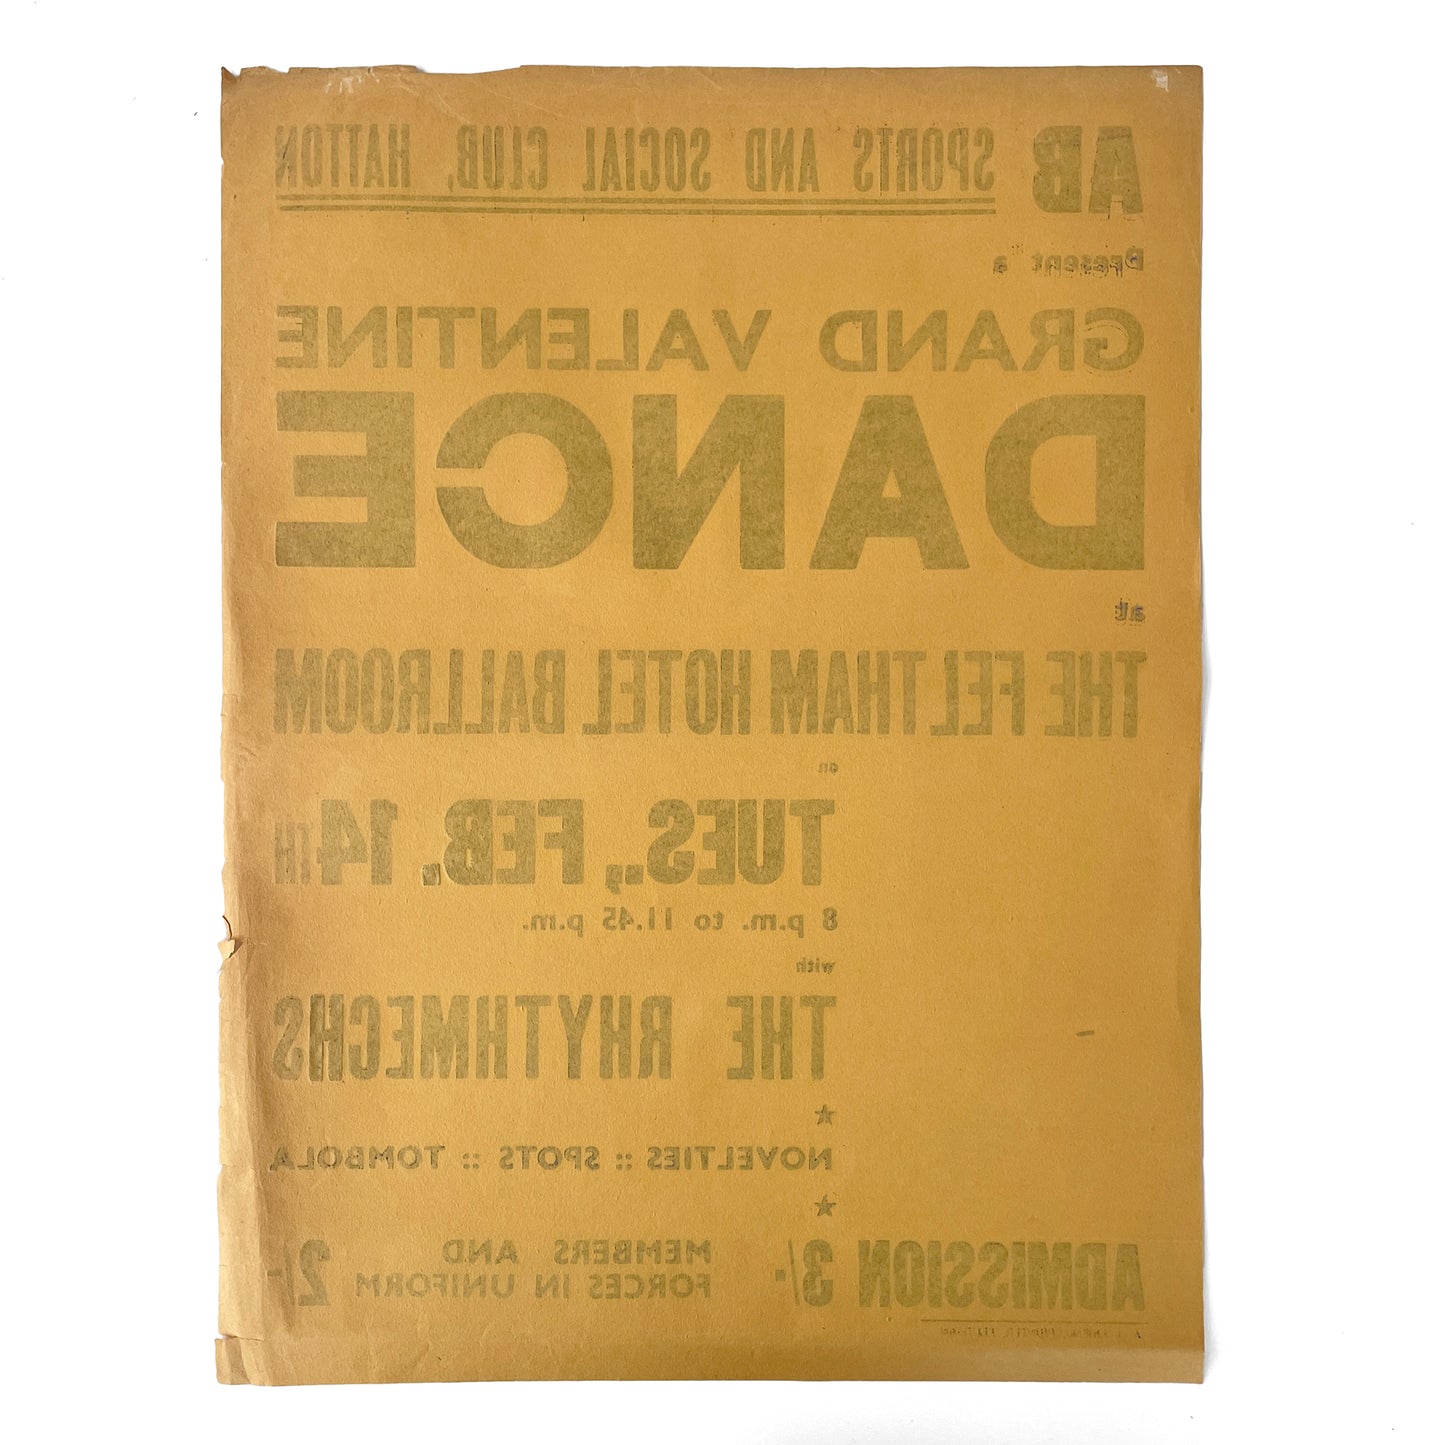 AB SPORTS AND SOCIAL CLUB, HATTON
Present a
GRAND VALENTINE
DANCE
at
THE FELTHAM HOTEL BALLROOM
on
TUES., FEB. 14TH
8 p.m. to 11.45 p.m.
with
THE RHYTHMECHS
★
NOVELTIES :: SPOTS :: TOMBOLA
★
ADMISSION 3/- MEMBERS AND FORCES IN UNIFORM 2/-